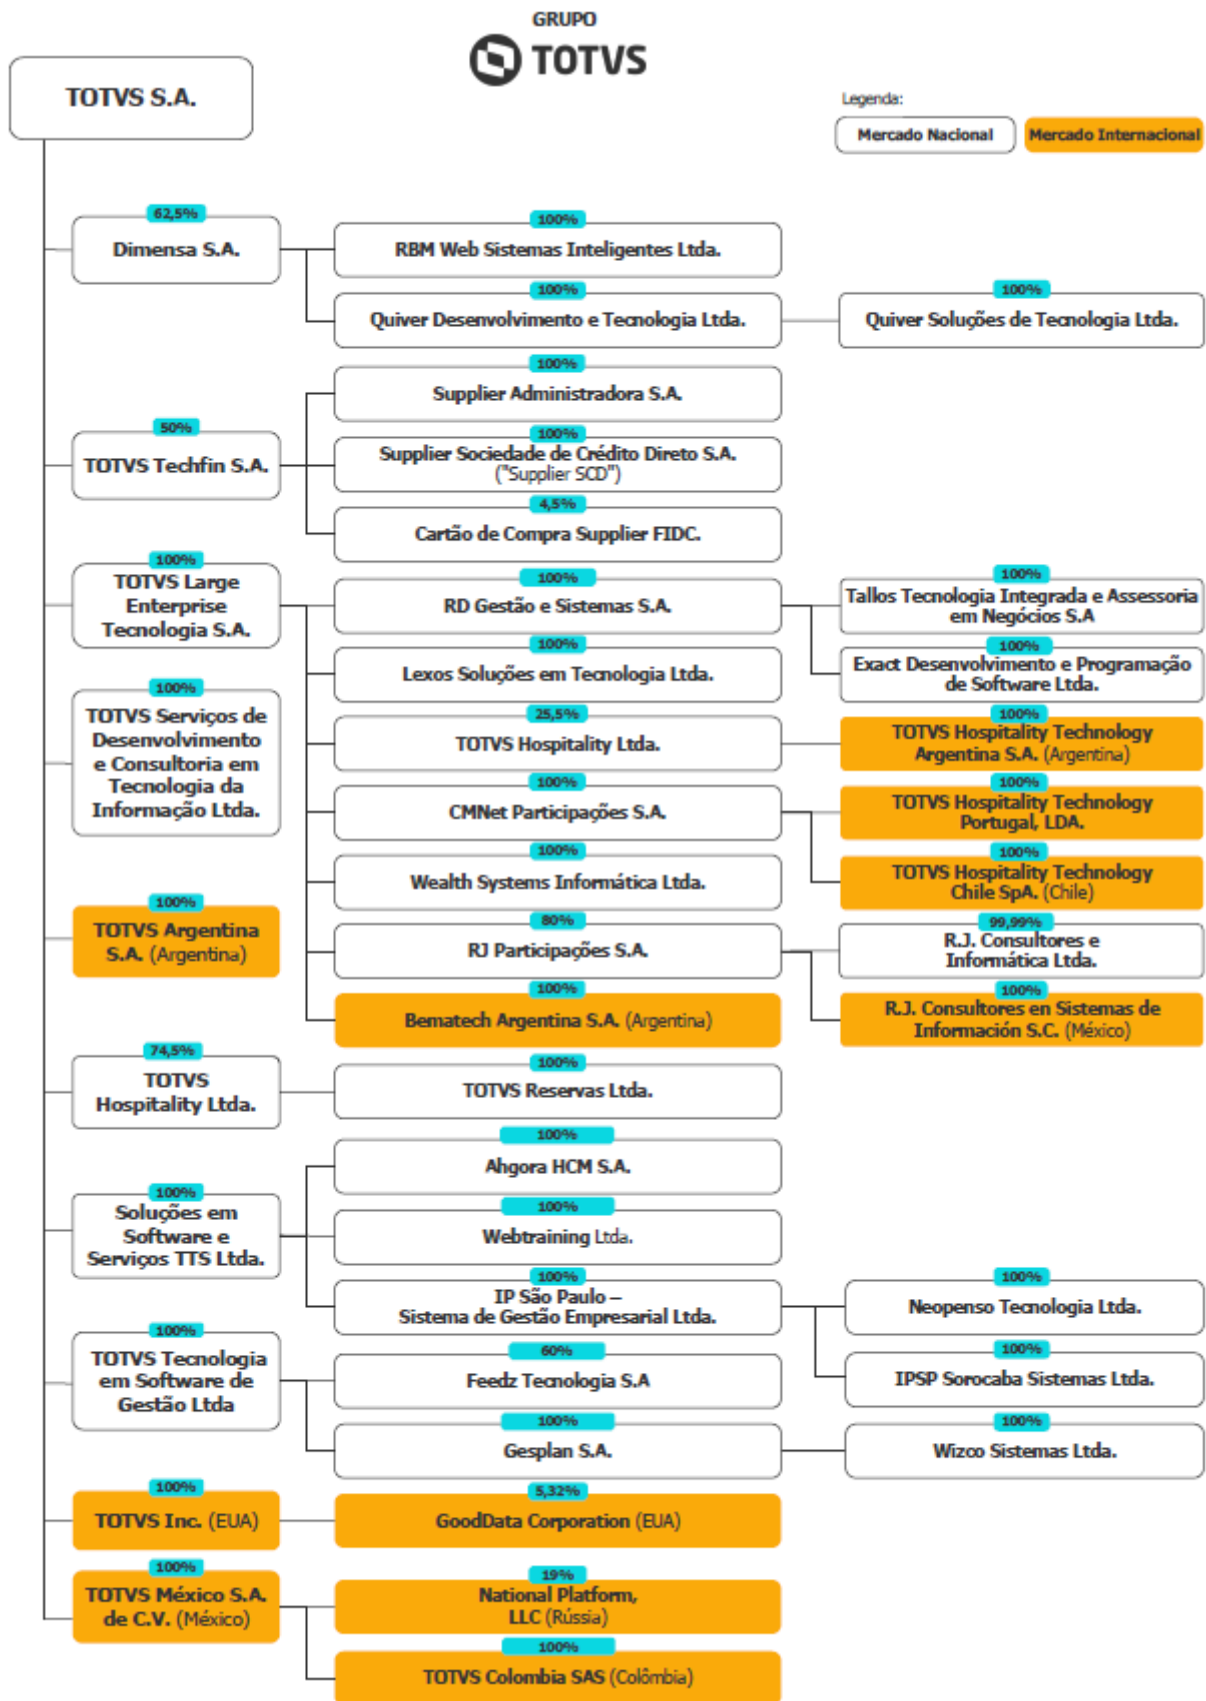 GRUPO
TOTVS
TOTVS S.A.
Legenda:
Mercado Nacional
Mercado Internacional
62,5%
Dimensa S.A.
100%
RBM Web Sistemas Inteligentes Ltda.
100%
Quiver Desenvolvimento e Tecnologia Ltda.
100%
Quiver Soluções de Tecnologia Ltda.
50%
TOTVS Techfin S.A.
100%
Supplier Administradora S.A.
100%
Supplier Sociedade de Crédito Direto S.A.
("Supplier SCD")
4,5%
Cartão de Compra Supplier FIDC.
100%
TOTVS Large
Enterprise
Tecnologia S.A.
100%
RD Gestão e Sistemas S.A.
100%
Tallos Tecnologia Integrada e Assessoria
em Negócios S.A
100%
Exact Desenvolvimento e Programação
de Software Ltda.
100%
Lexos Soluções em Tecnologia Ltda.
25,5%
TOTVS Hospitality Ltda.
100%
TOTVS Hospitality Technology
Argentina S.A. (Argentina)
100%
CMNet Participações S.A.
100%
TOTVS Hospitality Technology
Portugal, LDA.
100%
TOTVS Hospitality Technology
Chile SpA. (Chile)
100%
Wealth Systems Informática Ltda.
80%
RJ Participações S.A.
99,99%
R.J. Consultores e
Informática Ltda.
100%
R.J. Consultores en Sistemas de
Información S.C. (México)
100%
Bematech Argentina S.A. (Argentina)
100%
TOTVS Serviços de
Desenvolvimento
e Consultoria em
Tecnologia da
Informação Ltda.
100%
TOTVS Argentina
S.A. (Argentina)
74,5%
TOTVS
Hospitality Ltda.
100%
TOTVS Reservas Ltda.
100%
Soluções em
Software e
Serviços TTS Ltda.
100%
Ahgora HCM S.A.
100%
Webtraining Ltda.
100%
IP São Paulo –
Sistema de Gestão Empresarial Ltda.
100%
Neopenso Tecnologia Ltda.
100%
IPSP Sorocaba Sistemas Ltda.
100%
TOTVS Tecnologia
em Software de
Gestão Ltda
60%
Feedz Tecnologia S.A
100%
Gesplan S.A.
100%
Wizco Sistemas Ltda.
100%
TOTVS Inc. (EUA)
5,32%
GoodData Corporation (EUA)
100%
TOTVS México S.A.
de C.V. (México)
19%
National Platform,
LLC (Rússia)
100%
TOTVS Colombia SAS (Colômbia)